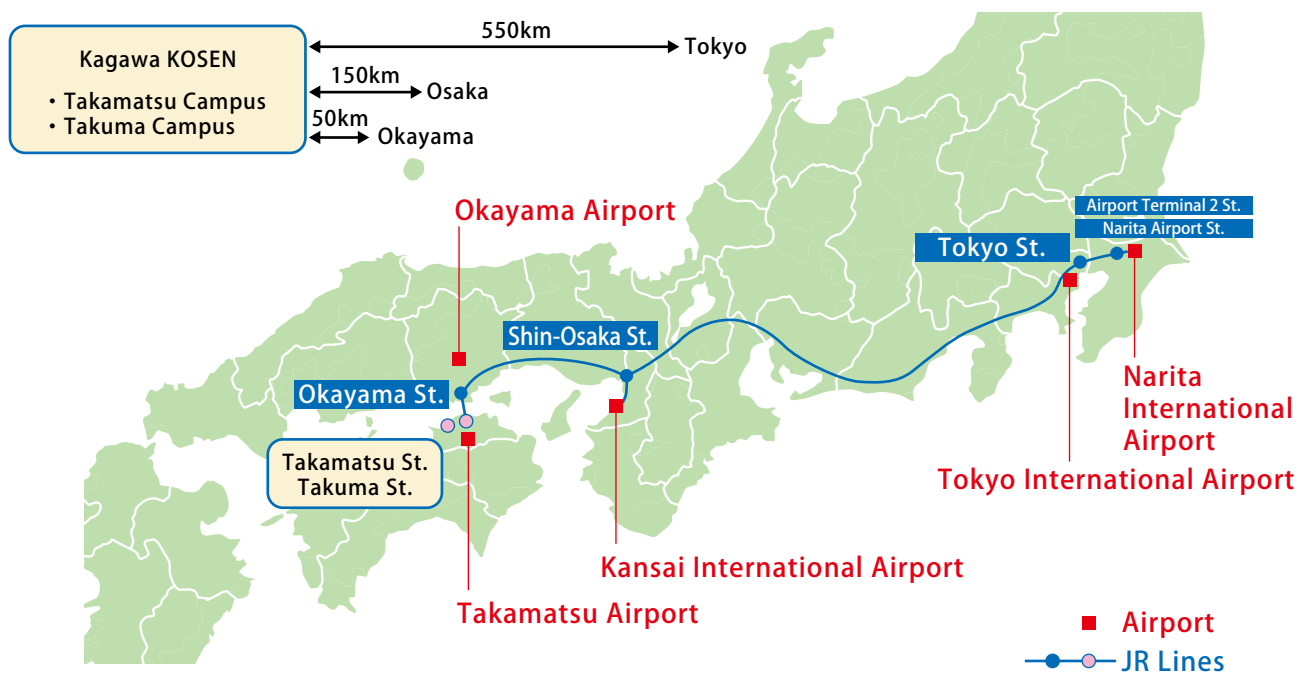 Kagawa KOSEN
・Takamatsu Campus
・Takuma Campus
550km
Tokyo
150km
Osaka
50km
Okayama
Okayama Airport
Airport Terminal 2 St.
Narita Airport St.
Tokyo St.
Shin-Osaka St.
Okayama St.
Narita
International
Airport
Takamatsu St.
Takuma St.
Tokyo International Airport
Kansai International Airport
Takamatsu Airport
Airport
JR Lines